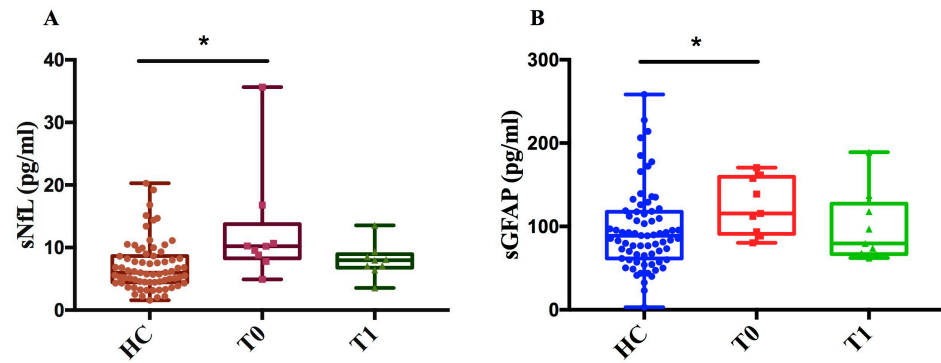 A
*
sNfL (pg/ml)
40
30
20
10
0
HC
T0
T1
B
*
sGFAP (pg/ml)
300
200
100
0
HC
T0
T1